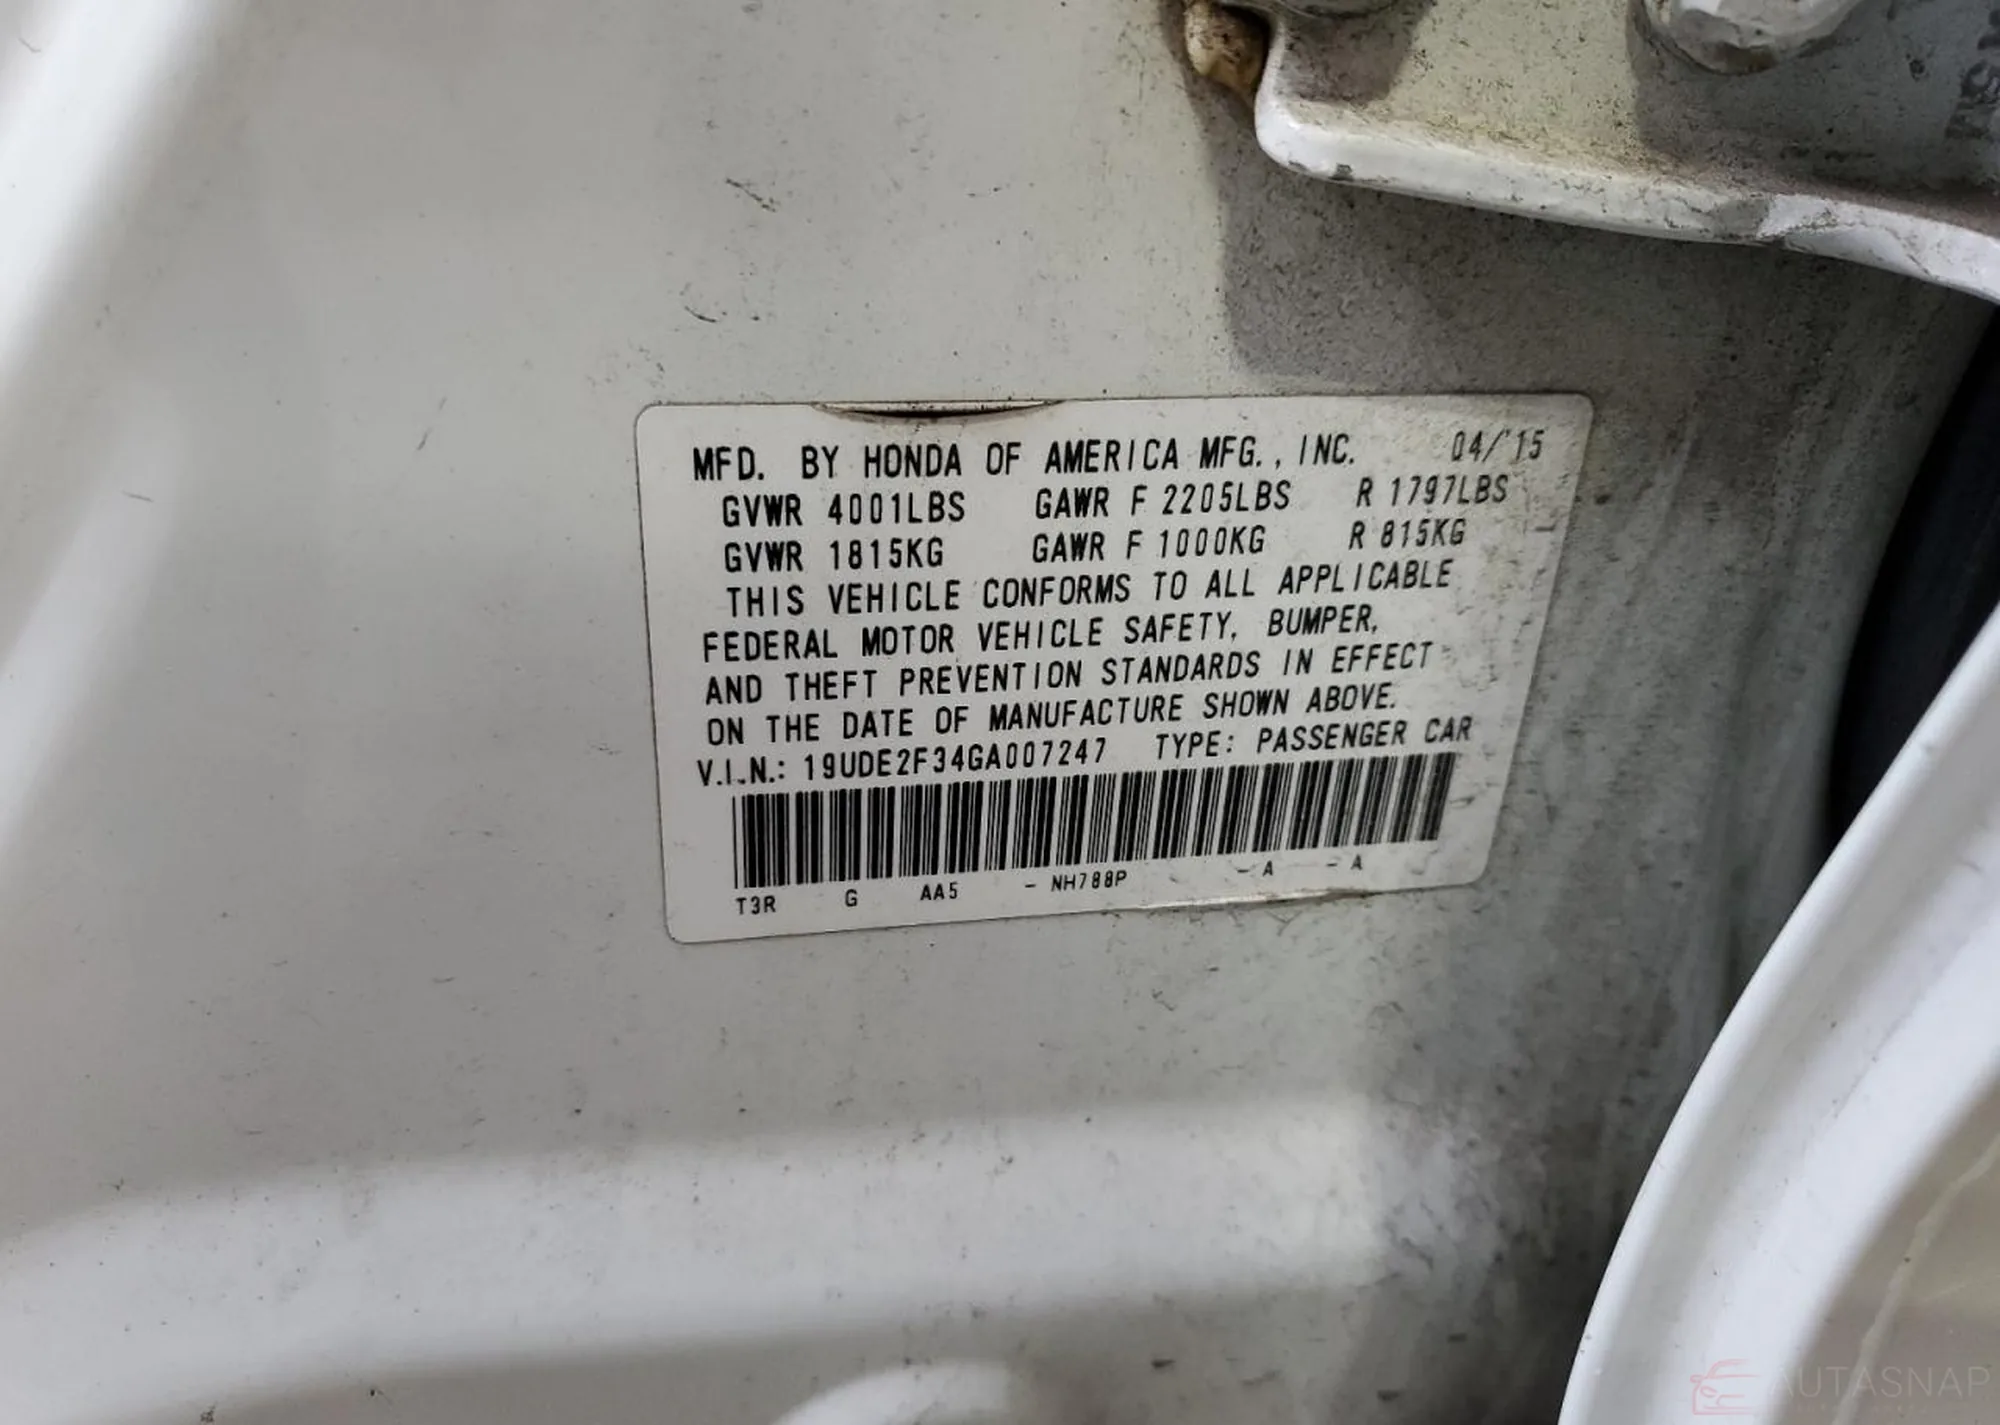 MFD. BY HONDA OF AMERICA MFG., INC. 04/'15
GVWR 4001LBS GAWR F 2205LBS R 1797LBS
GVWR 1815KG GAWR F 1000KG R 815KG
THIS VEHICLE CONFORMS TO ALL APPLICABLE
FEDERAL MOTOR VEHICLE SAFETY, BUMPER,
AND THEFT PREVENTION STANDARDS IN EFFECT
ON THE DATE OF MANUFACTURE SHOWN ABOVE.
V.I.N.: 19UDE2F34GA007247 TYPE: PASSENGER CAR
T3R G AA5 - NH788P - A - A
AUTASNAP